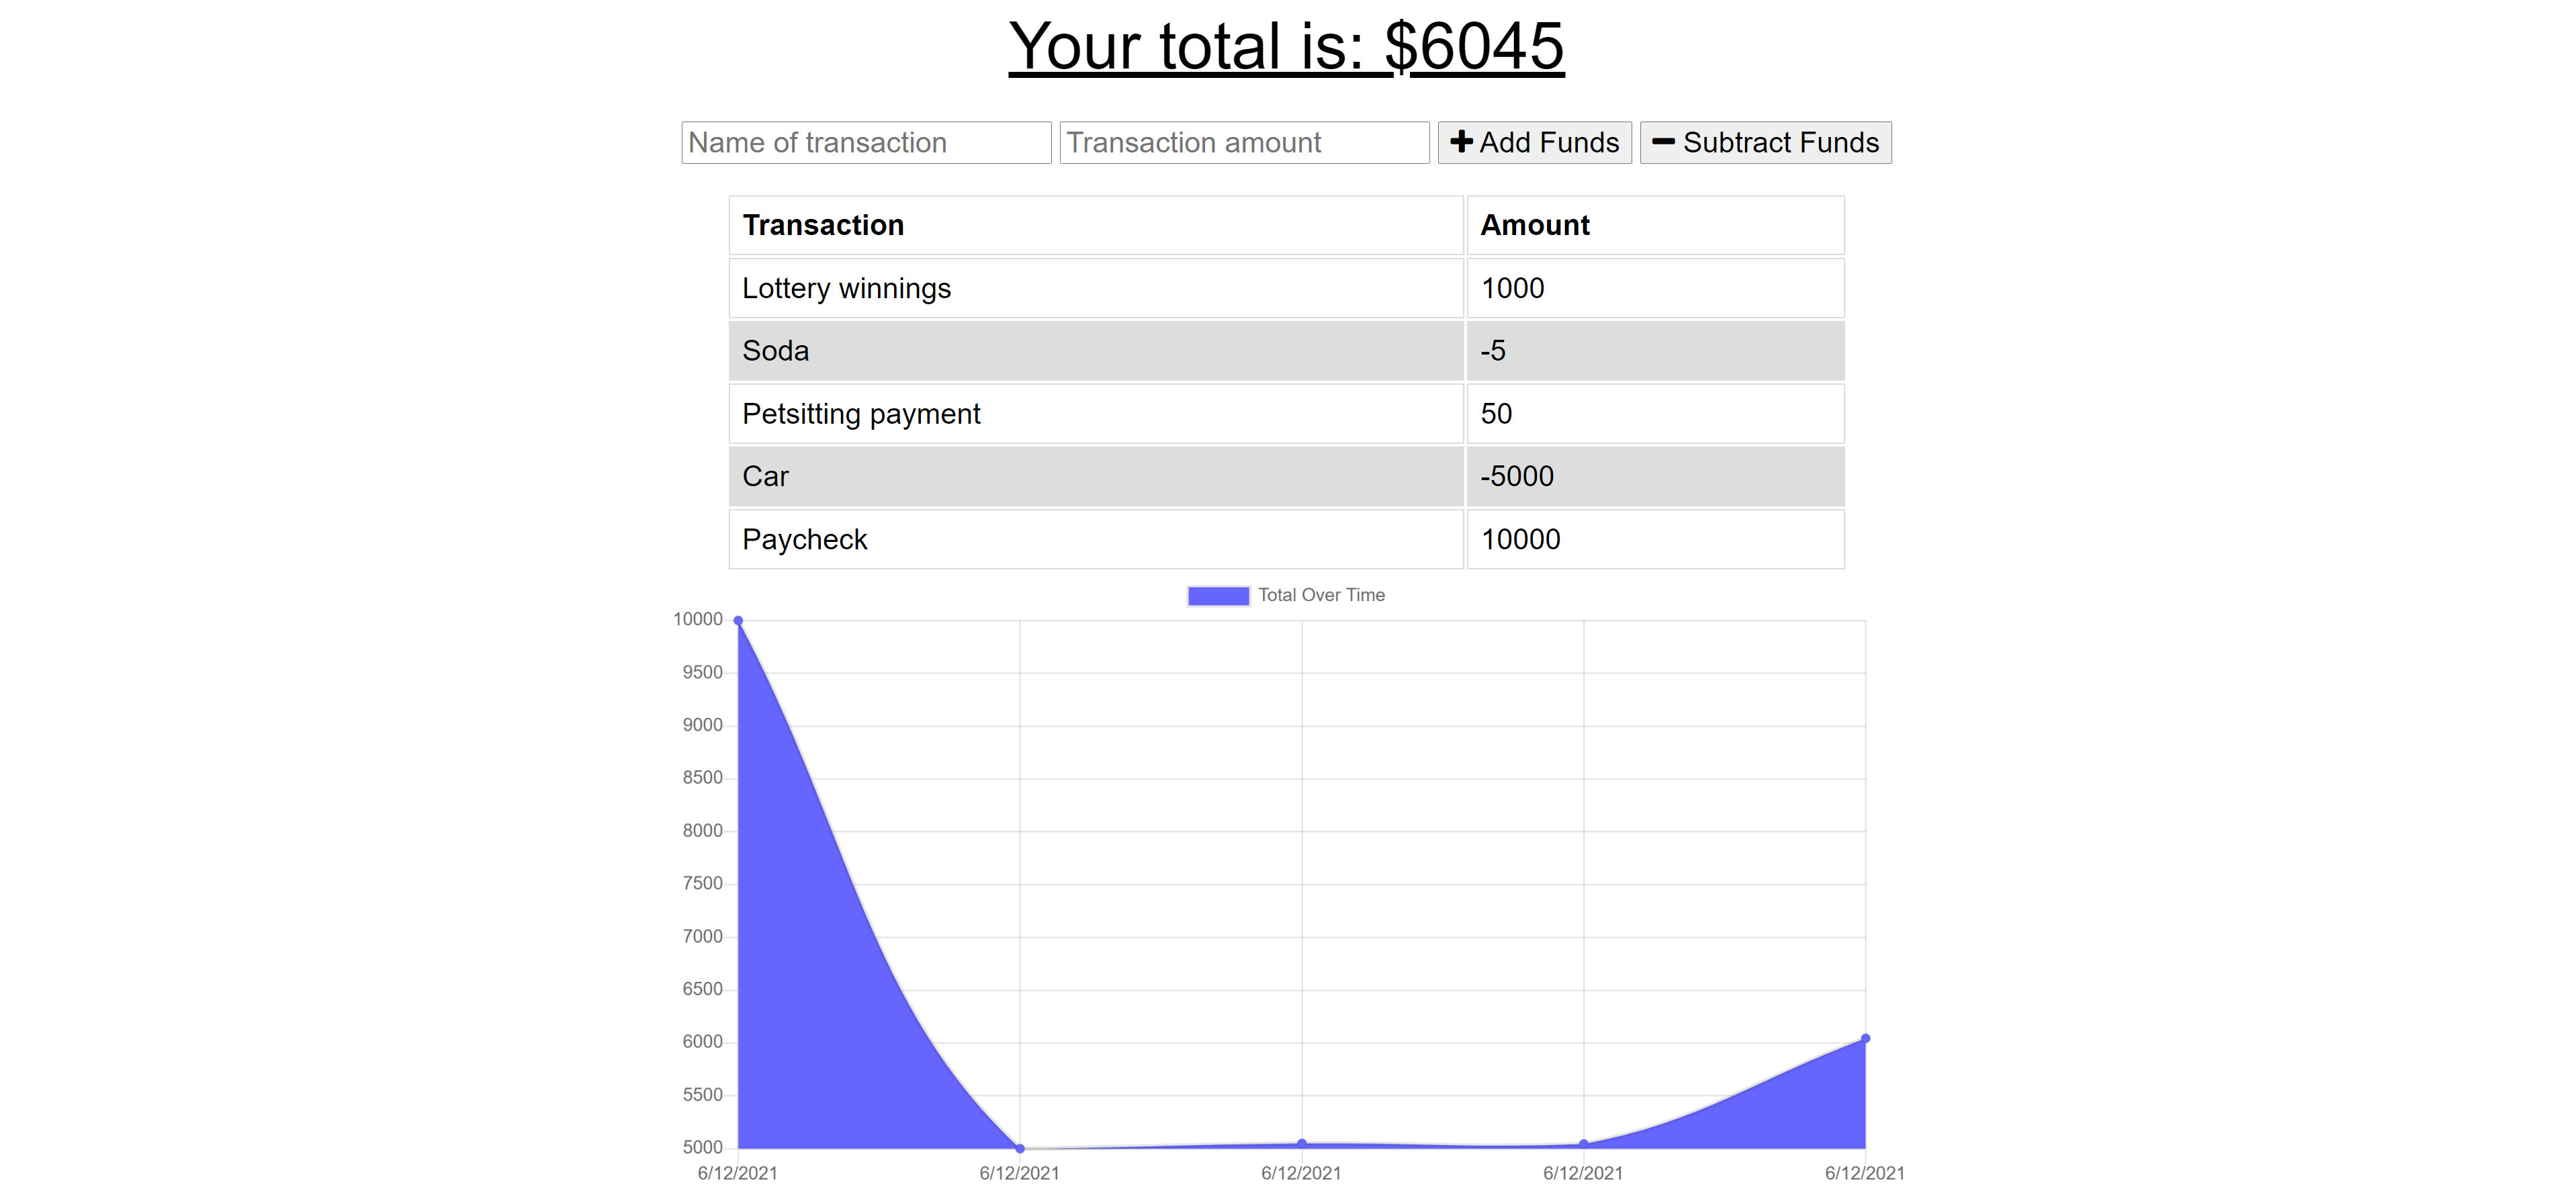 Your total is: $6045
Name of transaction Transaction amount Add Funds Subtract Funds
Transaction Amount
Lottery winnings 1000
Soda -5
Petsitting payment 50
Car -5000
Paycheck 10000
Total Over Time
10000
9500
9000
8500
8000
7500
7000
6500
6000
5500
5000
6/12/2021 6/12/2021 6/12/2021 6/12/2021 6/12/2021